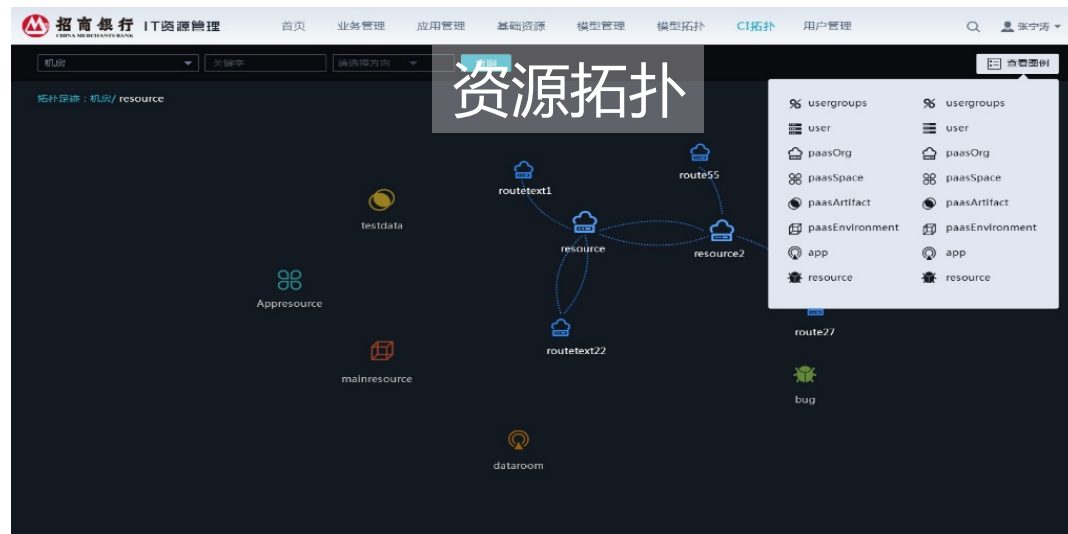 招商银行 IT资源管理 首页 业务管理 应用管理 基础资源 模型管理 模型拓扑 CI拓扑 用户管理 张宁涛
CHINA MERCHANTS BANK
机房 关键字 请选择方向 查询 查看图例
资源拓扑
拓扑足迹：机房/ resource
usergroups usergroups
user user
paasOrg paasOrg
paasSpace paasSpace
paasArtifact paasArtifact
paasEnvironment paasEnvironment
app app
resource resource
route55
routetext1
testdata
resource
resource2
Appresource
route27
routetext22
mainresource
bug
dataroom